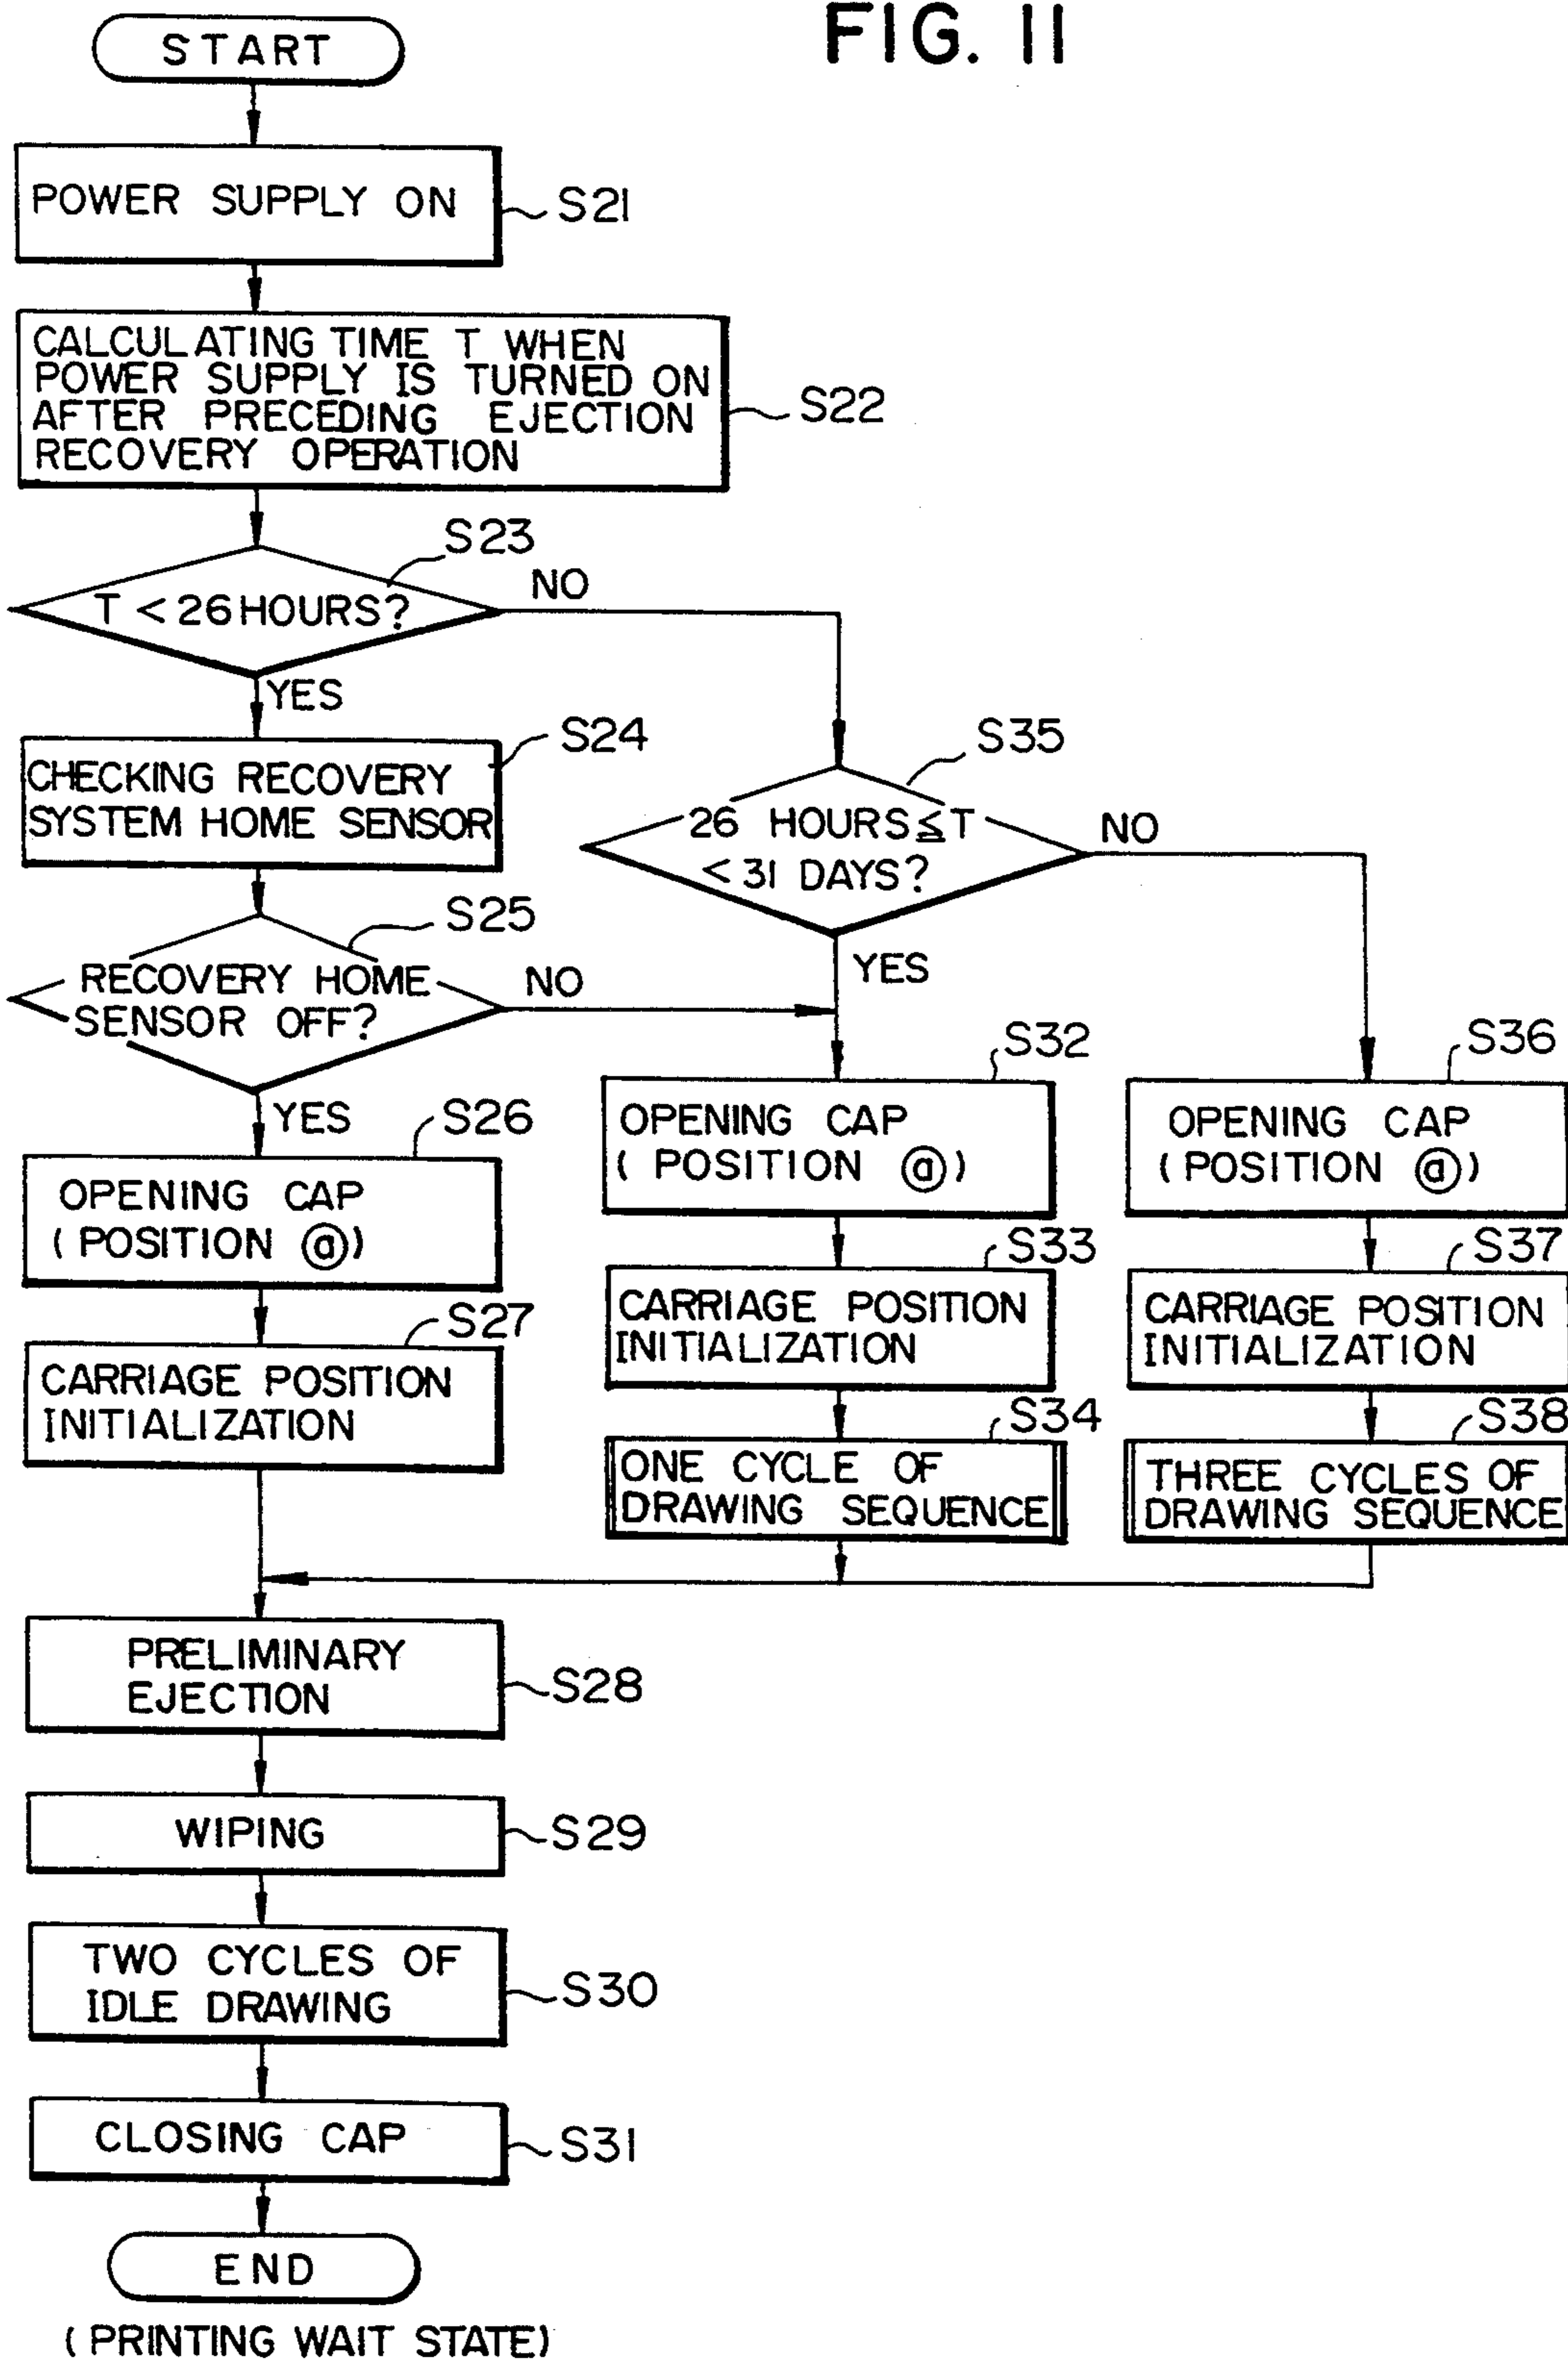 FIG. 11
START
POWER SUPPLY ON
S21
CALCULATING TIME T WHEN
POWER SUPPLY IS TURNED ON
AFTER PRECEDING EJECTION
RECOVERY OPERATION
S22
S23
T < 26 HOURS?
NO
YES
S24
CHECKING RECOVERY
SYSTEM HOME SENSOR
S35
26 HOURS ≦ T
< 31 DAYS?
NO
YES
S25
RECOVERY HOME
SENSOR OFF?
NO
YES
S26
OPENING CAP
(POSITION ⓐ)
S27
CARRIAGE POSITION
INITIALIZATION
S32
OPENING CAP
(POSITION ⓐ)
S33
CARRIAGE POSITION
INITIALIZATION
S34
ONE CYCLE OF
DRAWING SEQUENCE
S36
OPENING CAP
(POSITION ⓐ)
S37
CARRIAGE POSITION
INITIALIZATION
S38
THREE CYCLES OF
DRAWING SEQUENCE
PRELIMINARY
EJECTION
S28
WIPING
S29
TWO CYCLES OF
IDLE DRAWING
S30
CLOSING CAP
S31
END
(PRINTING WAIT STATE)